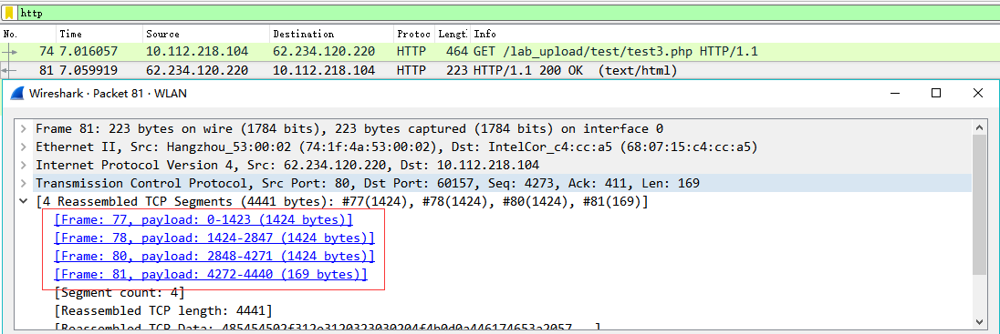 http
No. Time Source Destination Protoc Lengtl Info
74 7.016057 10.112.218.104 62.234.120.220 HTTP 464 GET /lab_upload/test/test3.php HTTP/1.1
81 7.059919 62.234.120.220 10.112.218.104 HTTP 223 HTTP/1.1 200 OK (text/html)
Wireshark · Packet 81 · WLAN
Frame 81: 223 bytes on wire (1784 bits), 223 bytes captured (1784 bits) on interface 0
Ethernet II, Src: Hangzhou_53:00:02 (74:1f:4a:53:00:02), Dst: IntelCor_c4:cc:a5 (68:07:15:c4:cc:a5)
Internet Protocol Version 4, Src: 62.234.120.220, Dst: 10.112.218.104
Transmission Control Protocol, Src Port: 80, Dst Port: 60157, Seq: 4273, Ack: 411, Len: 169
[4 Reassembled TCP Segments (4441 bytes): #77(1424), #78(1424), #80(1424), #81(169)]
[Frame: 77, payload: 0-1423 (1424 bytes)]
[Frame: 78, payload: 1424-2847 (1424 bytes)]
[Frame: 80, payload: 2848-4271 (1424 bytes)]
[Frame: 81, payload: 4272-4440 (169 bytes)]
[Segment count: 4]
[Reassembled TCP length: 4441]
[Reassembled TCP Data: 485454502f312e3120323030204f4b0d0a446174653a2057...]